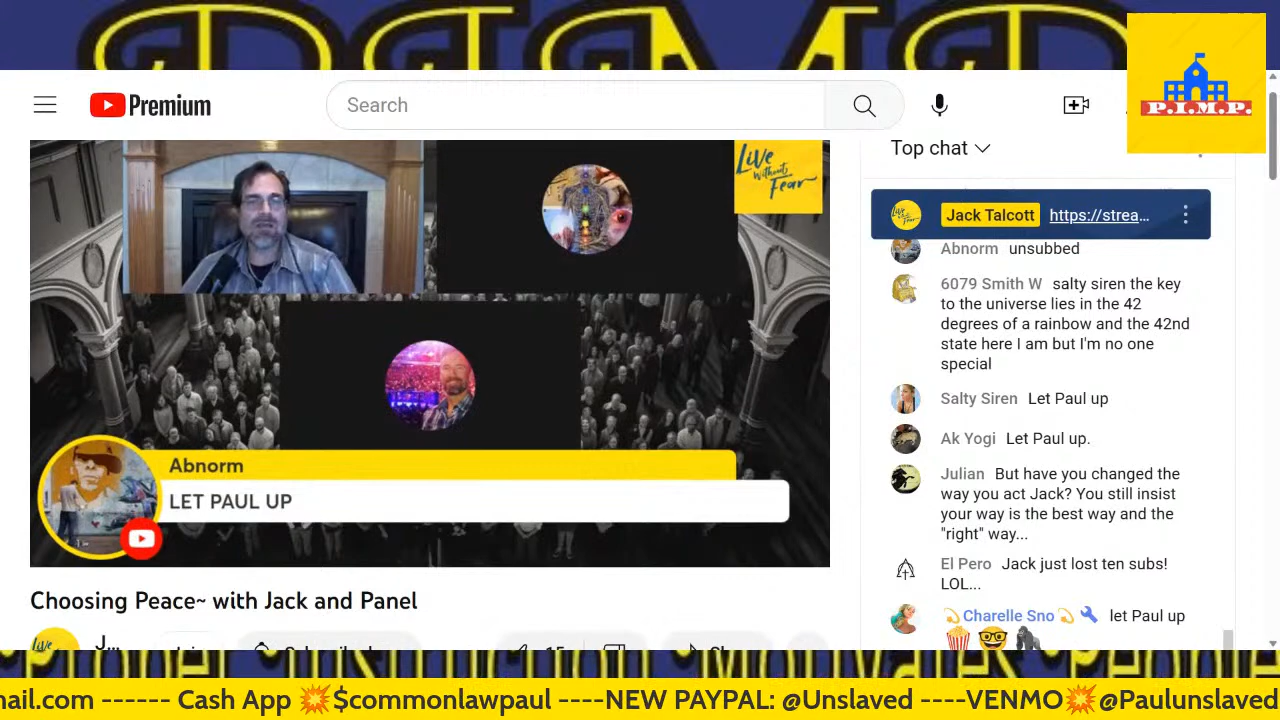 P.I.M.P.
Premium
Search
Top chat
Live
Without
Fear
Jack Talcott https://strea...
Abnorm unsubbed
6079 Smith W salty siren the key
to the universe lies in the 42
degrees of a rainbow and the 42nd
state here I am but I'm no one
special
Salty Siren Let Paul up
Ak Yogi Let Paul up.
Julian But have you changed the
way you act Jack? You still insist
your way is the best way and the
"right" way...
El Pero Jack just lost ten subs!
LOL...
💫Charelle Sno💫 let Paul up
Abnorm
LET PAUL UP
Choosing Peace~ with Jack and Panel
J...
Proper Instruction Motivates People
mail.com ------ Cash App 💥$commonlawpaul ----NEW PAYPAL: @Unslaved ----VENMO💥@Paulunslaved